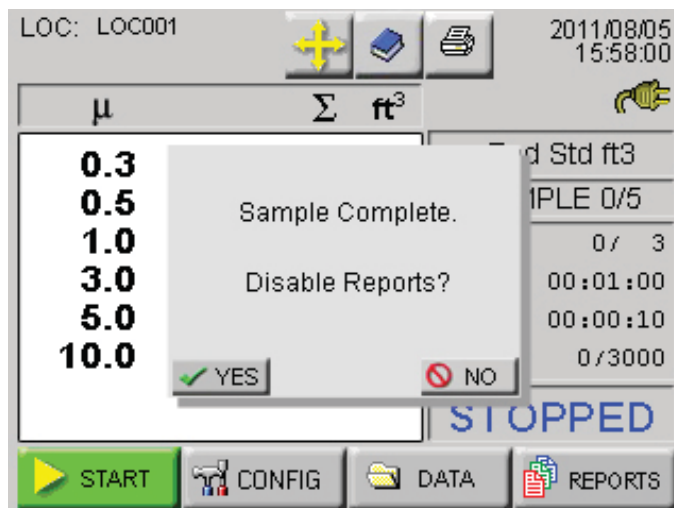 LOC: LOC001
2011/08/05
15:58:00
μ Σ ft³
Std ft3
0/5
0.3
0.5
1.0
3.0
5.0
10.0
Sample Complete.
Disable Reports?
YES
NO
0/ 3
00:01:00
00:00:10
0/3000
STOPPED
START
CONFIG
DATA
REPORTS